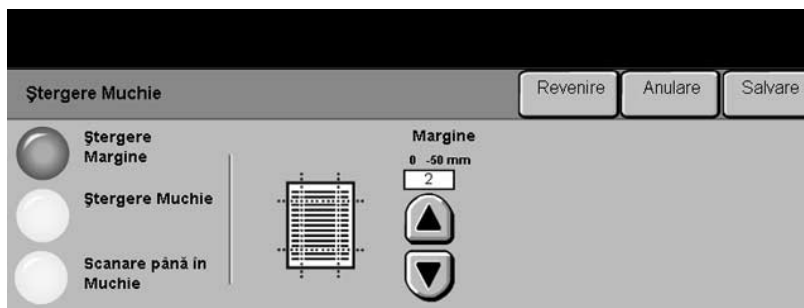 Ştergere Muchie
Revenire
Anulare
Salvare
Ştergere
Margine
Ştergere Muchie
Scanare până în
Muchie
Margine
0 -50 mm
2